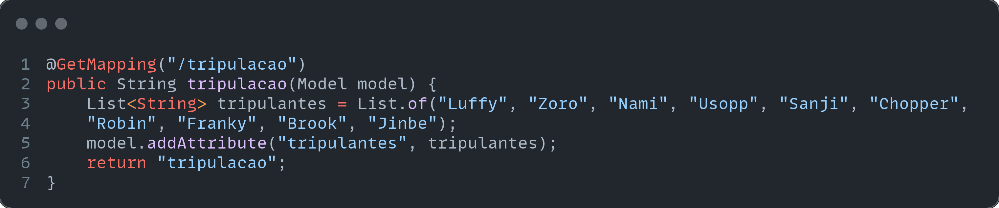 1 @GetMapping("/tripulacao")
2 public String tripulacao(Model model) {
3     List<String> tripulantes = List.of("Luffy", "Zoro", "Nami", "Usopp", "Sanji", "Chopper",
4     "Robin", "Franky", "Brook", "Jinbe");
5     model.addAttribute("tripulantes", tripulantes);
6     return "tripulacao";
7 }